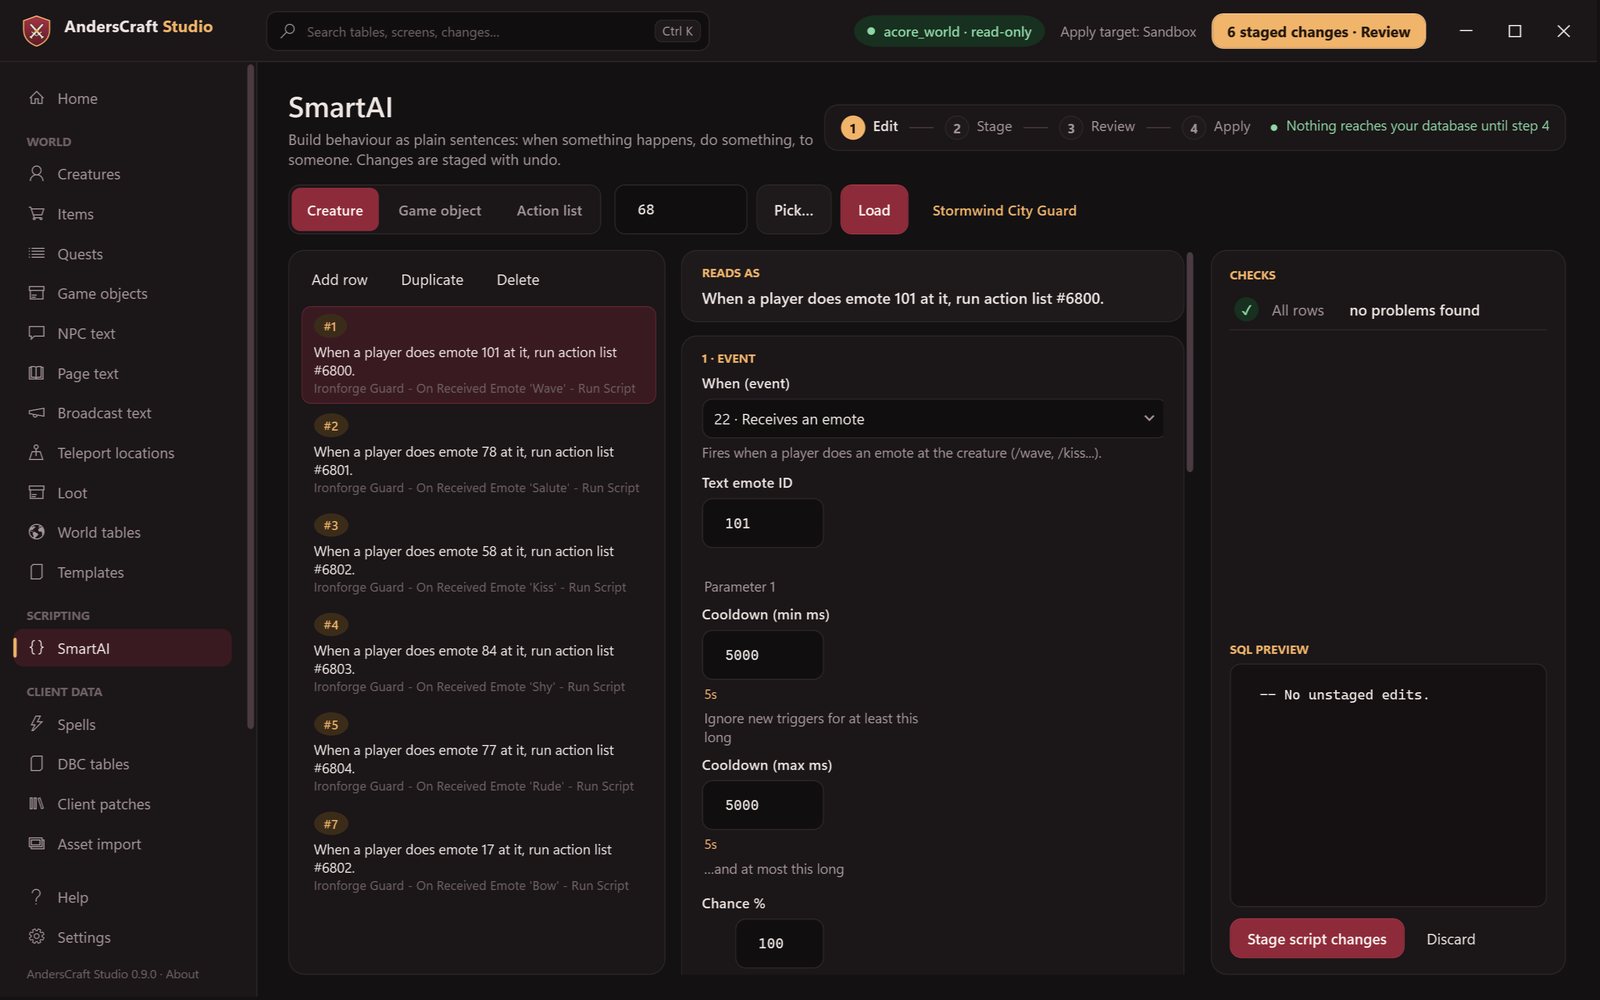 AndersCraft Studio
Search tables, screens, changes...
Ctrl K
acore_world · read-only
Apply target: Sandbox
6 staged changes · Review
Home
WORLD
Creatures
Items
Quests
Game objects
NPC text
Page text
Broadcast text
Teleport locations
Loot
World tables
Templates
SCRIPTING
{} SmartAI
CLIENT DATA
Spells
DBC tables
Client patches
Asset import
? Help
Settings
AndersCraft Studio 0.9.0 · About
SmartAI
Build behaviour as plain sentences: when something happens, do something, to
someone. Changes are staged with undo.
1 Edit
2 Stage
3 Review
4 Apply
Nothing reaches your database until step 4
Creature
Game object
Action list
68
Pick...
Load
Stormwind City Guard
Add row
Duplicate
Delete
#1
When a player does emote 101 at it, run action list
#6800.
Ironforge Guard - On Received Emote 'Wave' - Run Script
#2
When a player does emote 78 at it, run action list
#6801.
Ironforge Guard - On Received Emote 'Salute' - Run Script
#3
When a player does emote 58 at it, run action list
#6802.
Ironforge Guard - On Received Emote 'Kiss' - Run Script
#4
When a player does emote 84 at it, run action list
#6803.
Ironforge Guard - On Received Emote 'Shy' - Run Script
#5
When a player does emote 77 at it, run action list
#6804.
Ironforge Guard - On Received Emote 'Rude' - Run Script
#7
When a player does emote 17 at it, run action list
#6802.
Ironforge Guard - On Received Emote 'Bow' - Run Script
READS AS
When a player does emote 101 at it, run action list #6800.
1 · EVENT
When (event)
22 · Receives an emote
Fires when a player does an emote at the creature (/wave, /kiss...).
Text emote ID
101
Parameter 1
Cooldown (min ms)
5000
5s
Ignore new triggers for at least this
long
Cooldown (max ms)
5000
5s
...and at most this long
Chance %
100
CHECKS
✓ All rows no problems found
SQL PREVIEW
-- No unstaged edits.
Stage script changes
Discard